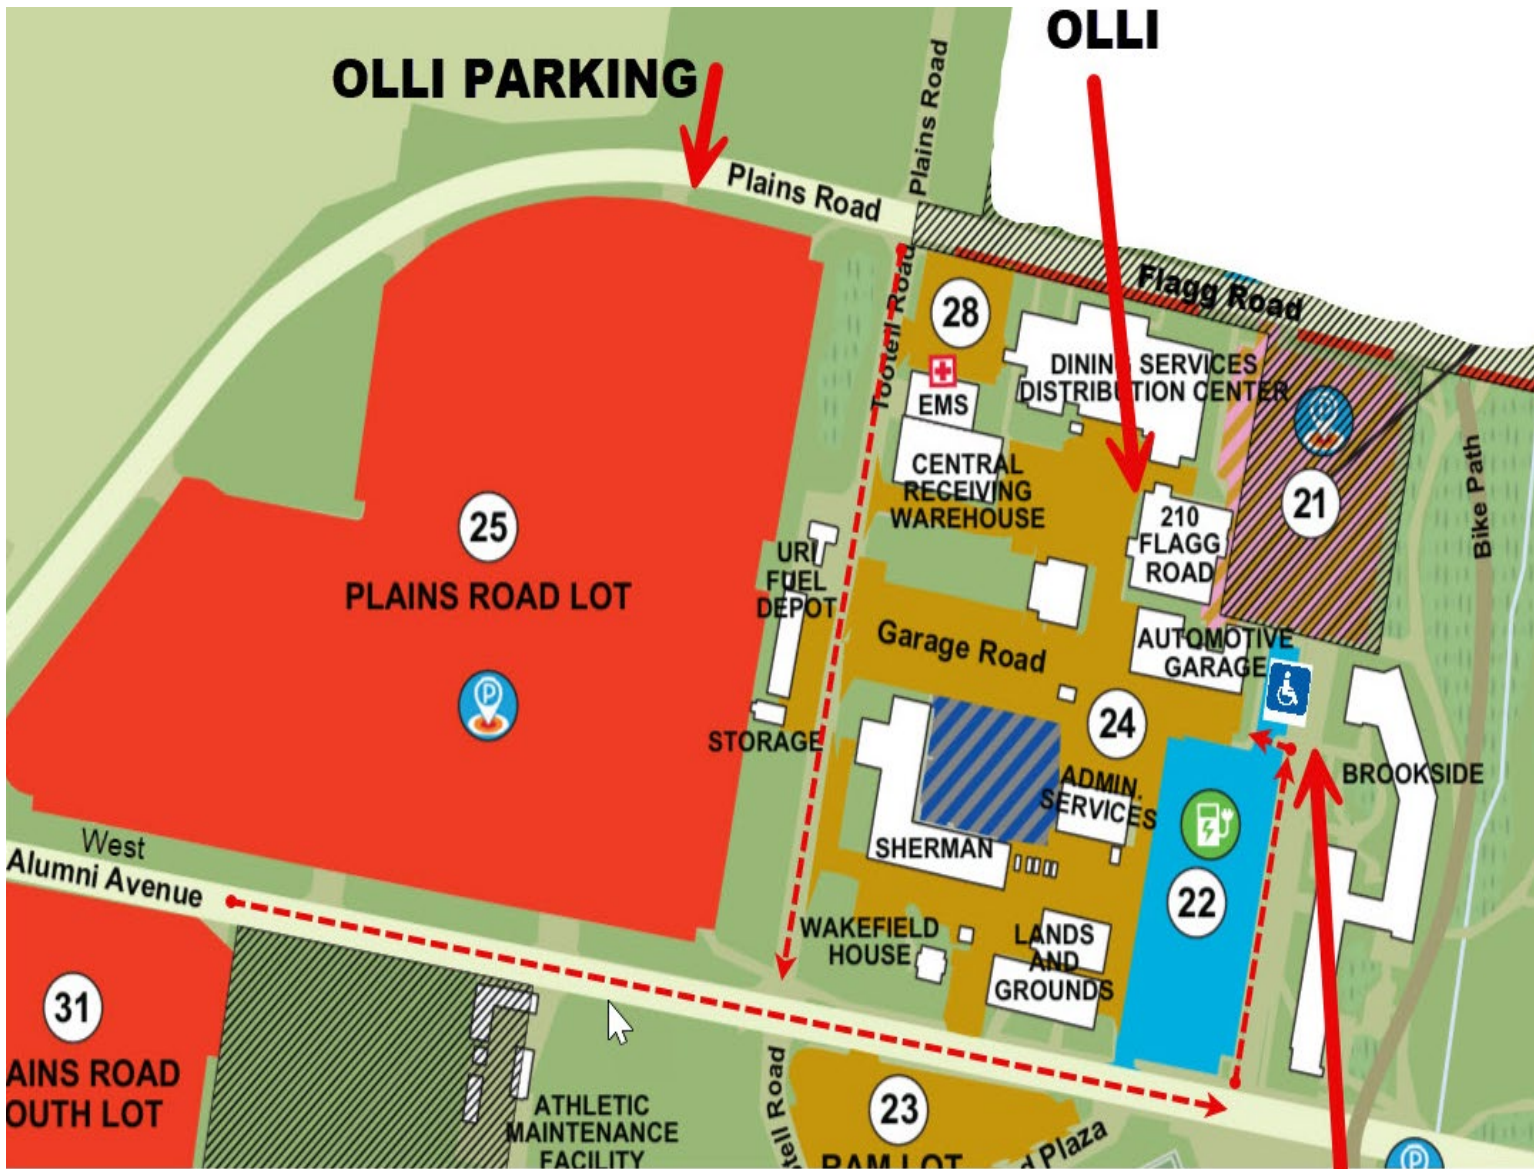 OLLI
OLLI PARKING
Plains Road
Plains Road
Flagg Road
Tootell Road
28
DINING SERVICES
DISTRIBUTION CENTER
EMS
P
CENTRAL
RECEIVING
WAREHOUSE
21
Bike Path
25
210
FLAGG
ROAD
PLAINS ROAD LOT
URI
FUEL
DEPOT
Garage Road
AUTOMOTIVE
GARAGE
P
STORAGE
24
BROOKSIDE
ADMIN.
SERVICES
SHERMAN
West
Alumni Avenue
22
WAKEFIELD
HOUSE
LANDS
AND
GROUNDS
31
AINS ROAD
OUTH LOT
ATHLETIC
MAINTENANCE
FACILITY
tell Road
23
RAM LOT
d Plaza
P